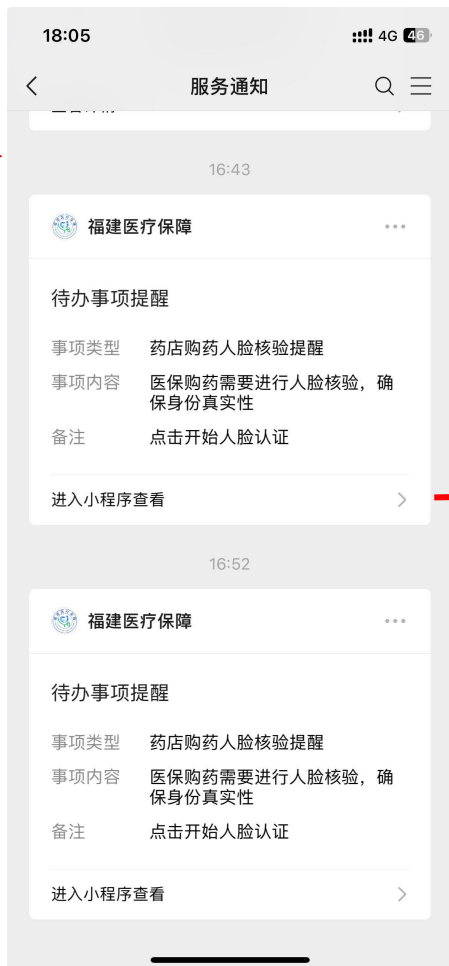 18:05
4G 46
服务通知
16:43
福建医疗保障
待办事项提醒
事项类型 药店购药人脸核验提醒
事项内容 医保购药需要进行人脸核验，确
保身份真实性
备注 点击开始人脸认证
进入小程序查看
16:52
福建医疗保障
待办事项提醒
事项类型 药店购药人脸核验提醒
事项内容 医保购药需要进行人脸核验，确
保身份真实性
备注 点击开始人脸认证
进入小程序查看